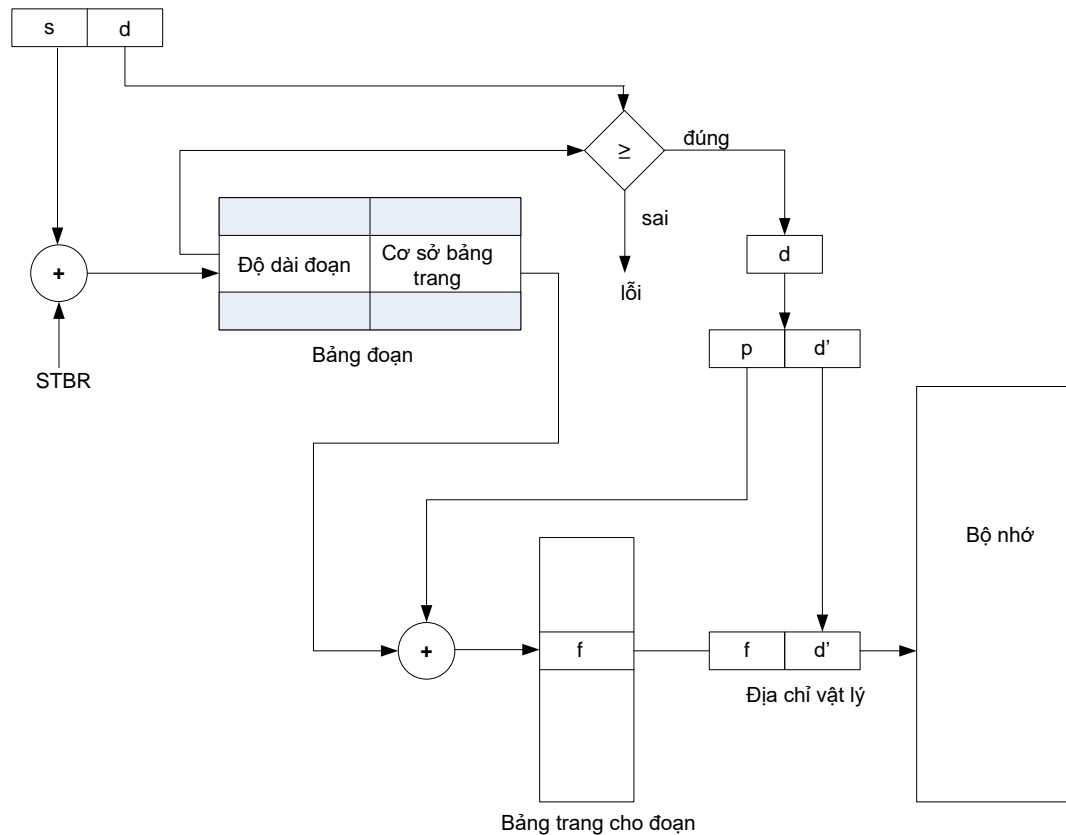 s d
≥
đúng
sai
lỗi
d
+
Độ dài đoạn
Cơ sở bảng
trang
Bảng đoạn
STBR
p d’
Bộ nhớ
+
f
f d’
Địa chỉ vật lý
Bảng trang cho đoạn